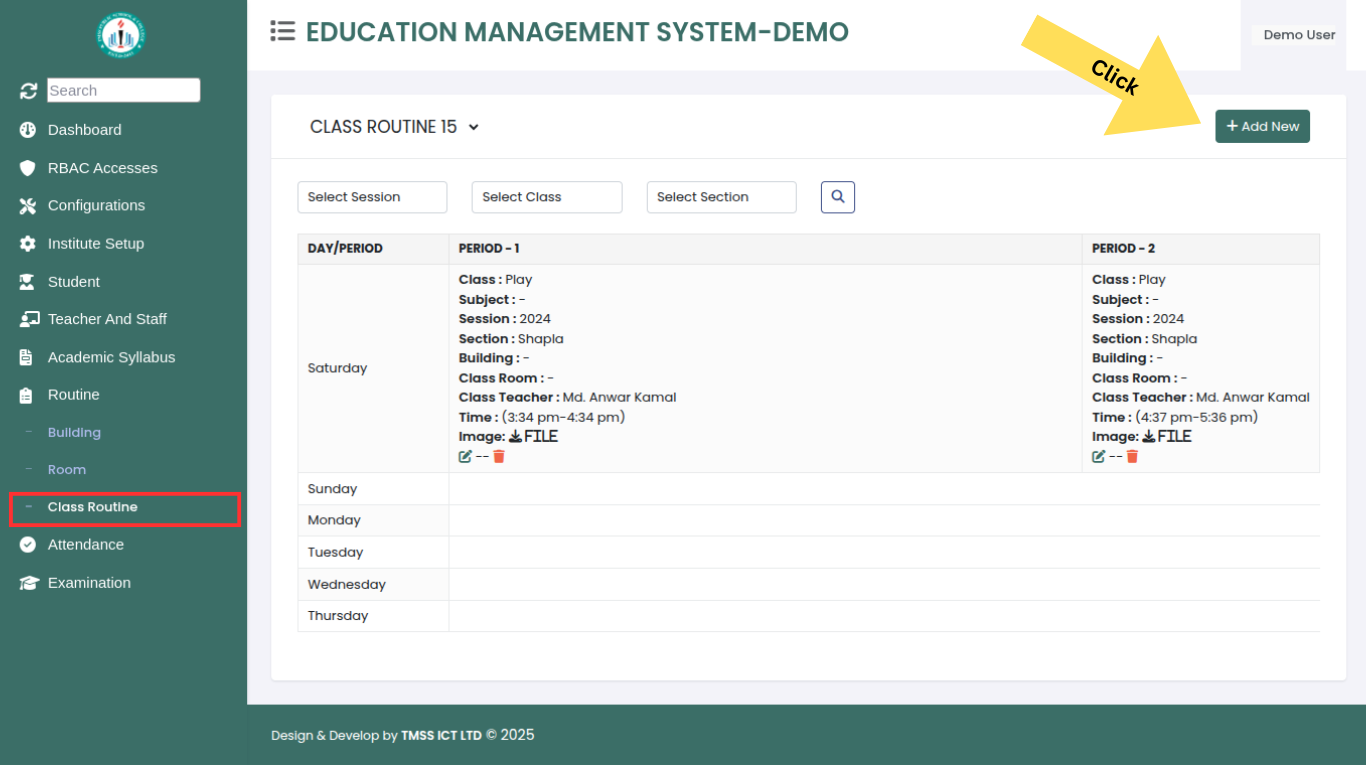 EDUCATION MANAGEMENT SYSTEM-DEMO
Demo User
Click
Search
Dashboard
RBAC Accesses
Configurations
Institute Setup
Student
Teacher And Staff
Academic Syllabus
Routine
Building
Room
Class Routine
Attendance
Examination
CLASS ROUTINE 15
+ Add New
Select Session Select Class Select Section
DAY/PERIOD PERIOD - 1 PERIOD - 2
Saturday
Class : Play
Subject : -
Session : 2024
Section : Shapla
Building : -
Class Room : -
Class Teacher : Md. Anwar Kamal
Time : (3:34 pm-4:34 pm)
Image: FILE
--
Class : Play
Subject : -
Session : 2024
Section : Shapla
Building : -
Class Room : -
Class Teacher : Md. Anwar Kamal
Time : (4:37 pm-5:36 pm)
Image: FILE
--
Sunday
Monday
Tuesday
Wednesday
Thursday
Design & Develop by TMSS ICT LTD © 2025